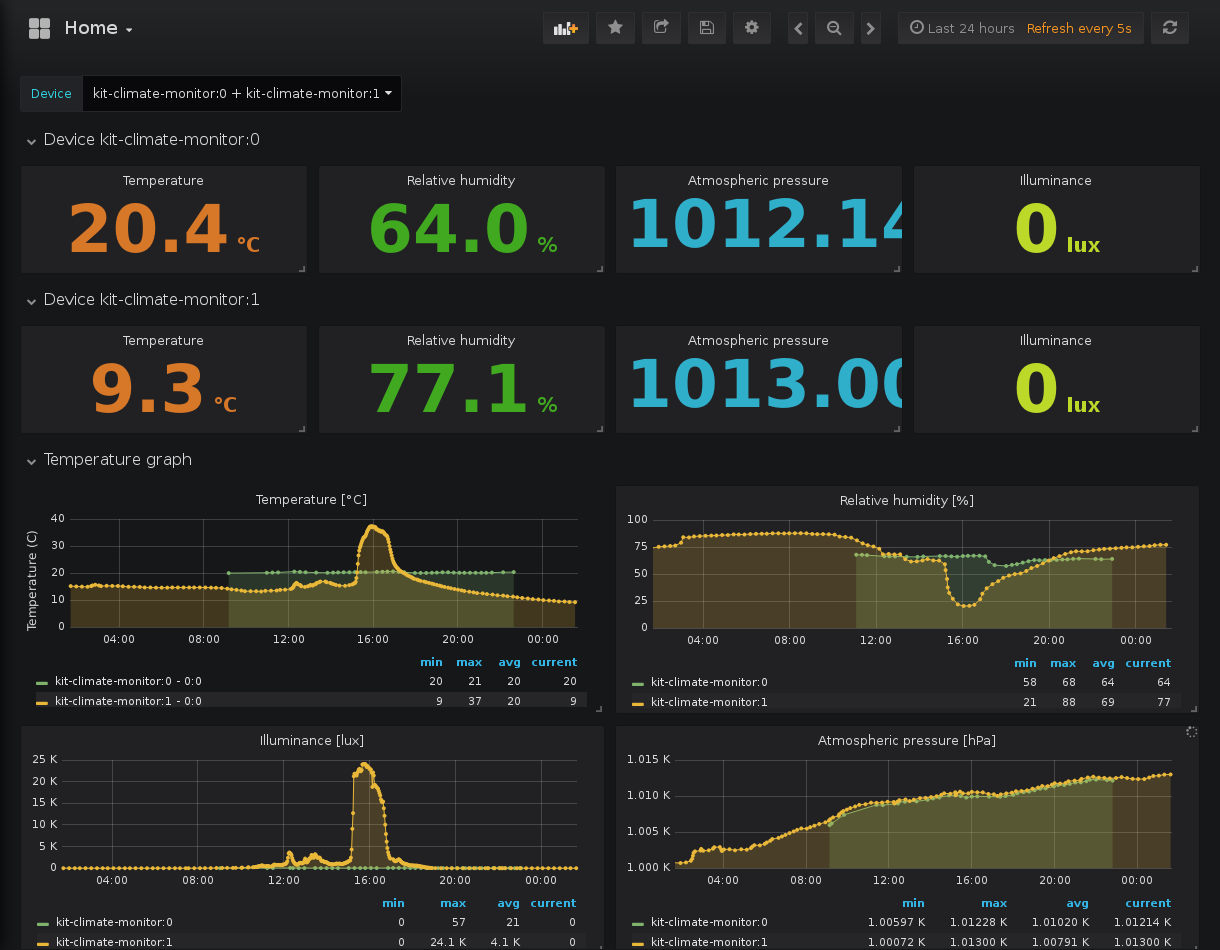 Home
Last 24 hours Refresh every 5s
Device kit-climate-monitor:0 + kit-climate-monitor:1
Device kit-climate-monitor:0
Temperature Relative humidity Atmospheric pressure Illuminance
20.4 °C 64.0 % 1012.14 0 lux
Device kit-climate-monitor:1
Temperature Relative humidity Atmospheric pressure Illuminance
9.3 °C 77.1 % 1013.00 0 lux
Temperature graph
Temperature [°C]
Temperature (C)
40
30
20
10
0
04:00 08:00 12:00 16:00 20:00 00:00
min max avg current
kit-climate-monitor:0 - 0:0 20 21 20 20
kit-climate-monitor:1 - 0:0 9 37 20 9
Relative humidity [%]
100
75
50
25
0
04:00 08:00 12:00 16:00 20:00 00:00
min max avg current
kit-climate-monitor:0 58 68 64 64
kit-climate-monitor:1 21 88 69 77
Illuminance [lux]
25 K
20 K
15 K
10 K
5 K
0
04:00 08:00 12:00 16:00 20:00 00:00
min max avg current
kit-climate-monitor:0 0 57 21 0
kit-climate-monitor:1 0 24.1 K 4.1 K 0
Atmospheric pressure [hPa]
1.015 K
1.010 K
1.005 K
1.000 K
04:00 08:00 12:00 16:00 20:00 00:00
min max avg current
kit-climate-monitor:0 1.00597 K 1.01228 K 1.01020 K 1.01214 K
kit-climate-monitor:1 1.00072 K 1.01300 K 1.00791 K 1.01300 K